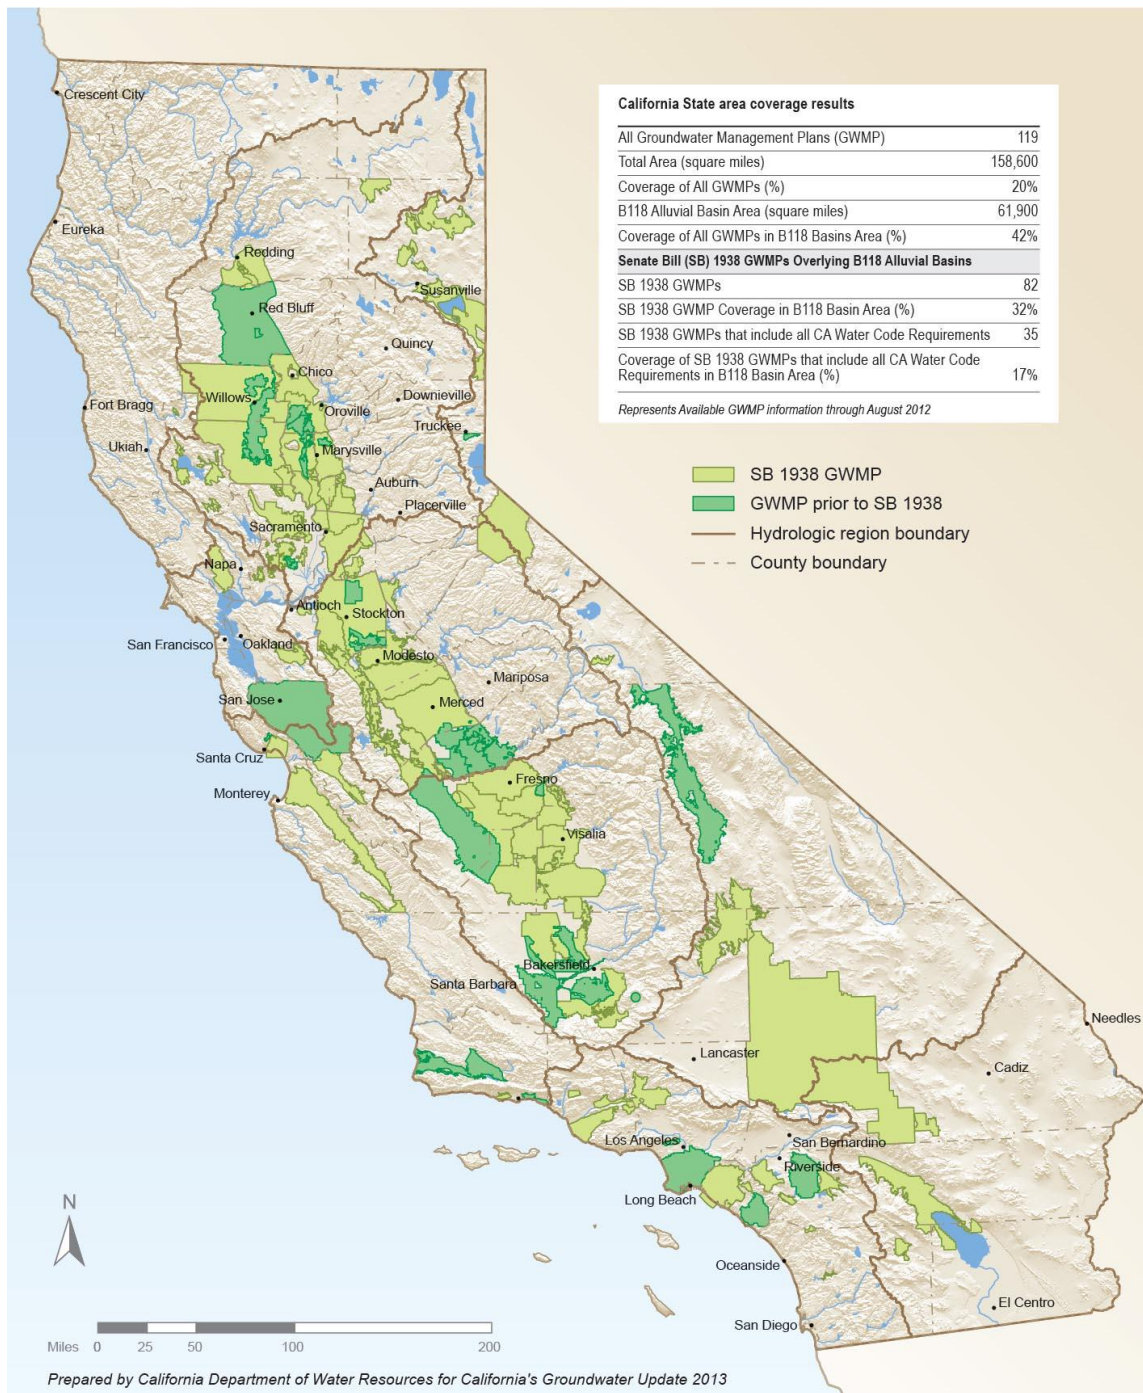 California State area coverage results
All Groundwater Management Plans (GWMP) 119
Total Area (square miles) 158,600
Coverage of All GWMPs (%) 20%
B118 Alluvial Basin Area (square miles) 61,900
Coverage of All GWMPs in B118 Basins Area (%) 42%
Senate Bill (SB) 1938 GWMPs Overlying B118 Alluvial Basins
SB 1938 GWMPs 82
SB 1938 GWMP Coverage in B118 Basin Area (%) 32%
SB 1938 GWMPs that include all CA Water Code Requirements 35
Coverage of SB 1938 GWMPs that include all CA Water Code
Requirements in B118 Basin Area (%) 17%
Represents Available GWMP information through August 2012
SB 1938 GWMP
GWMP prior to SB 1938
Hydrologic region boundary
County boundary
Crescent City
Eureka
Redding
Susanville
Red Bluff
Quincy
Chico
Downieville
Willows
Fort Bragg
Oroville
Truckee
Ukiah
Marysville
Auburn
Placerville
Sacramento
Napa
Antioch
Stockton
San Francisco
Oakland
Modesto
Mariposa
San Jose
Merced
Santa Cruz
Fresno
Monterey
Visalia
Bakersfield
Santa Barbara
Needles
Lancaster
Cadiz
Los Angeles
San Bernardino
Riverside
Long Beach
Oceanside
El Centro
San Diego
N
Miles 0 25 50 100 200
Prepared by California Department of Water Resources for California's Groundwater Update 2013